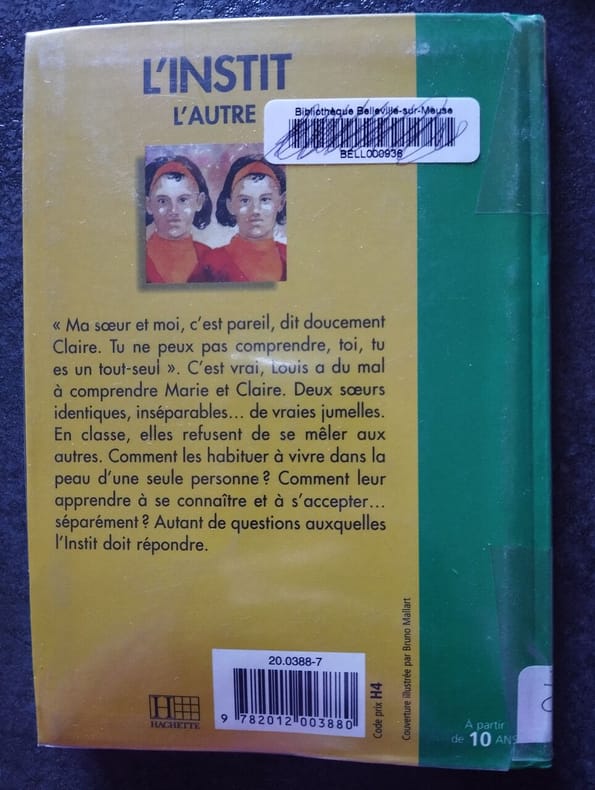 L'INSTIT
L'AUTRE
Bibliothèque Belleville-sur-Meuse
BELL000936
« Ma sœur et moi, c'est pareil, dit doucement
Claire. Tu ne peux pas comprendre, toi, tu
es un tout-seul ». C'est vrai, Louis a du mal
à comprendre Marie et Claire. Deux sœurs
identiques, inséparables... de vraies jumelles.
En classe, elles refusent de se mêler aux
autres. Comment les habituer à vivre dans la
peau d'une seule personne ? Comment leur
apprendre à se connaître et à s'accepter...
séparément ? Autant de questions auxquelles
l'Instit doit répondre.
HACHETTE
20.0388-7
9 782012 003880
Code prix H4
Couverture illustrée par Bruno Mallart
À partir
de 10 ANS